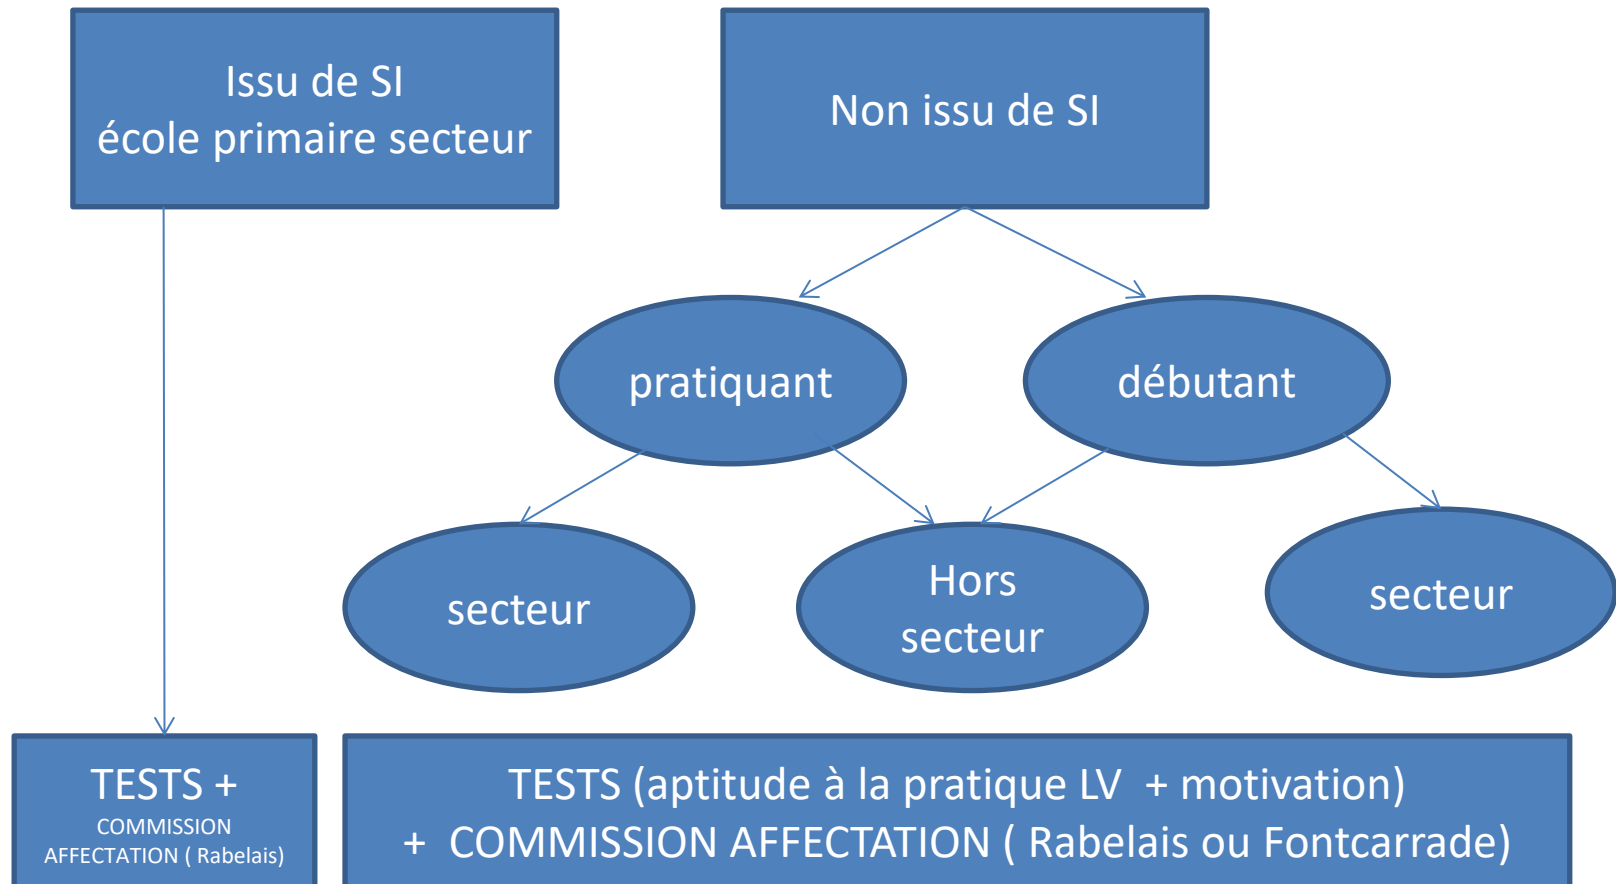 Issu de SI
école primaire secteur
Non issu de SI
pratiquant
débutant
secteur
Hors
secteur
secteur
TESTS +
COMMISSION
AFFECTATION ( Rabelais)
TESTS (aptitude à la pratique LV + motivation)
+ COMMISSION AFFECTATION ( Rabelais ou Fontcarrade)